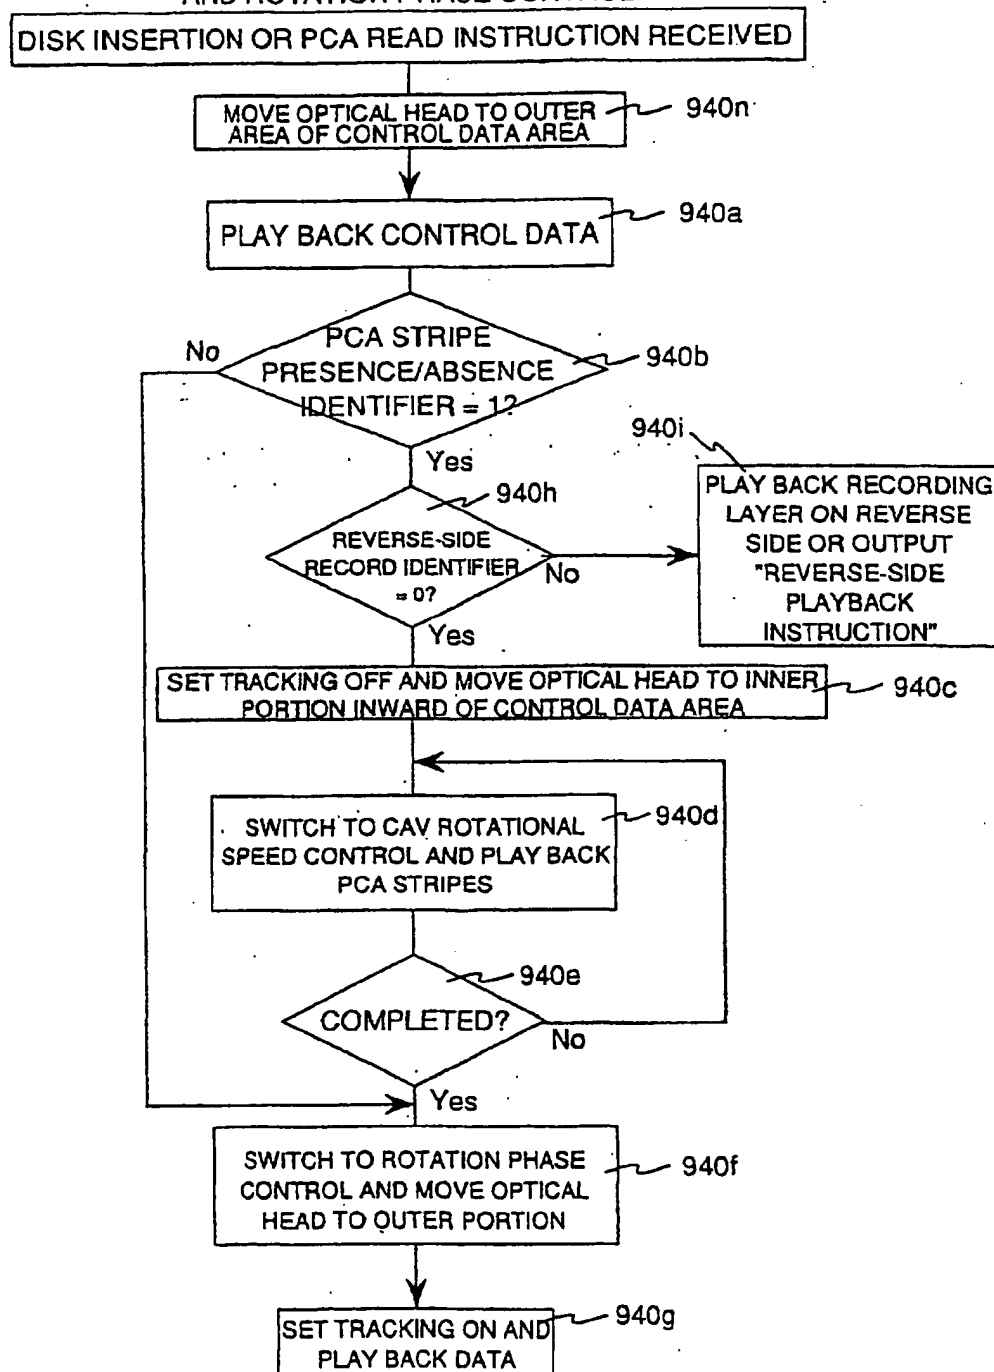 AND ROTATION PHASE CONTROL
DISK INSERTION OR PCA READ INSTRUCTION RECEIVED
MOVE OPTICAL HEAD TO OUTER
AREA OF CONTROL DATA AREA
940n
PLAY BACK CONTROL DATA
940a
No
PCA STRIPE
PRESENCE/ABSENCE
IDENTIFIER = 1?
940b
Yes
940i
PLAY BACK RECORDING
LAYER ON REVERSE
SIDE OR OUTPUT
"REVERSE-SIDE
PLAYBACK
INSTRUCTION"
940h
REVERSE-SIDE
RECORD IDENTIFIER
= 0?
No
Yes
SET TRACKING OFF AND MOVE OPTICAL HEAD TO INNER
PORTION INWARD OF CONTROL DATA AREA
940c
SWITCH TO CAV ROTATIONAL
SPEED CONTROL AND PLAY BACK
PCA STRIPES
940d
940e
COMPLETED?
No
Yes
SWITCH TO ROTATION PHASE
CONTROL AND MOVE OPTICAL
HEAD TO OUTER PORTION
940f
SET TRACKING ON AND
PLAY BACK DATA
940g